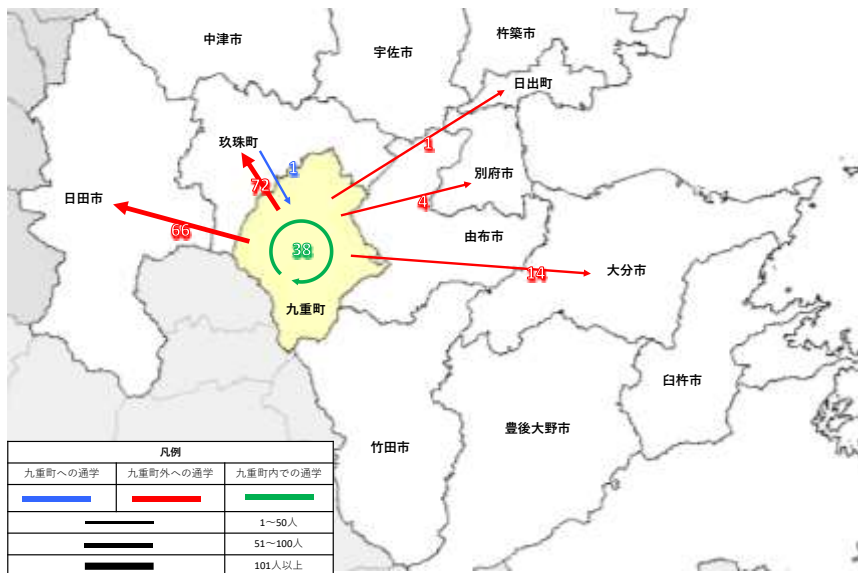 中津市
宇佐市
杵築市
日出町
玖珠町
1
1
別府市
72
日田市
4
66
38
由布市
14
大分市
九重町
臼杵市
竹田市
豊後大野市
凡例
九重町への通学
九重町外への通学
九重町内での通学
1～50人
51～100人
101人以上